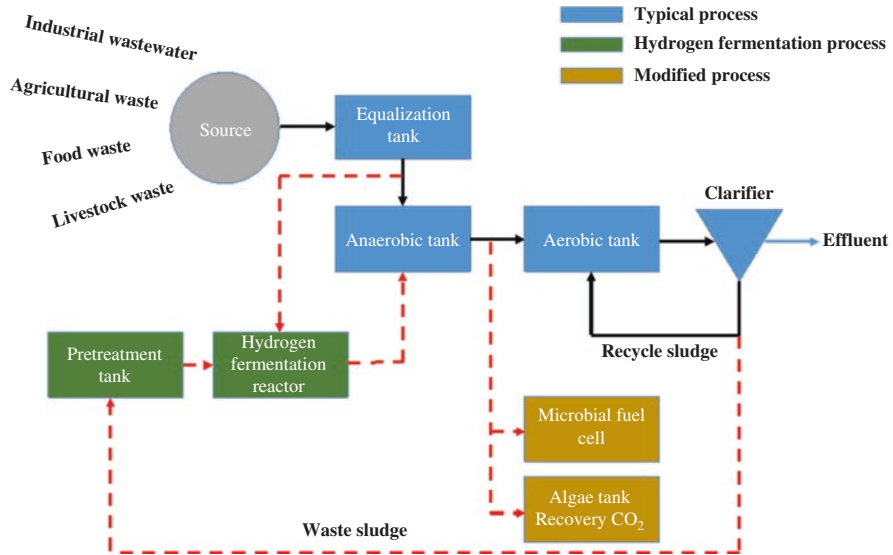 Industrial wastewater
Agricultural waste
Food waste
Livestock waste
Source
Equalization
tank
Typical process
Hydrogen fermentation process
Modified process
Clarifier
Anaerobic tank
Aerobic tank
Effluent
Recycle sludge
Pretreatment
tank
Hydrogen
fermentation
reactor
Microbial fuel
cell
Algae tank
Recovery CO₂
Waste sludge